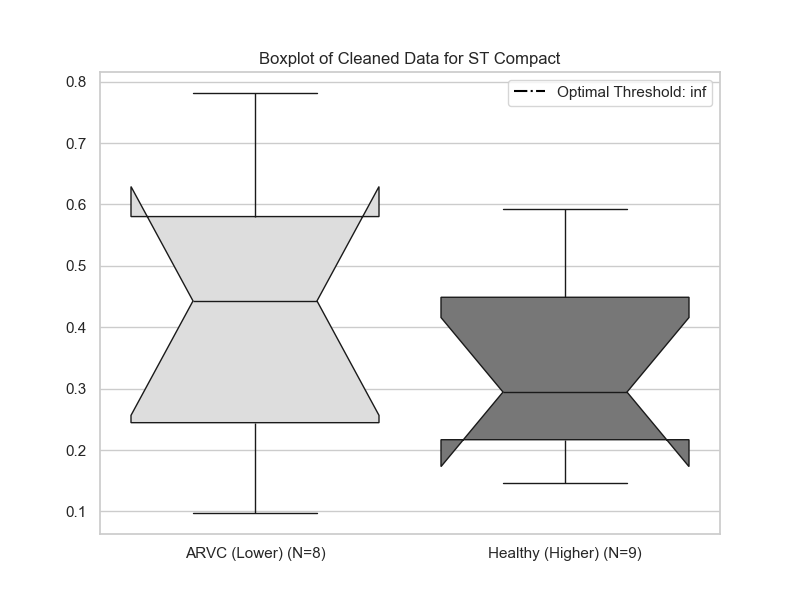 Boxplot of Cleaned Data for ST Compact
Optimal Threshold: inf
0.8
0.7
0.6
0.5
0.4
0.3
0.2
0.1
ARVC (Lower) (N=8)
Healthy (Higher) (N=9)